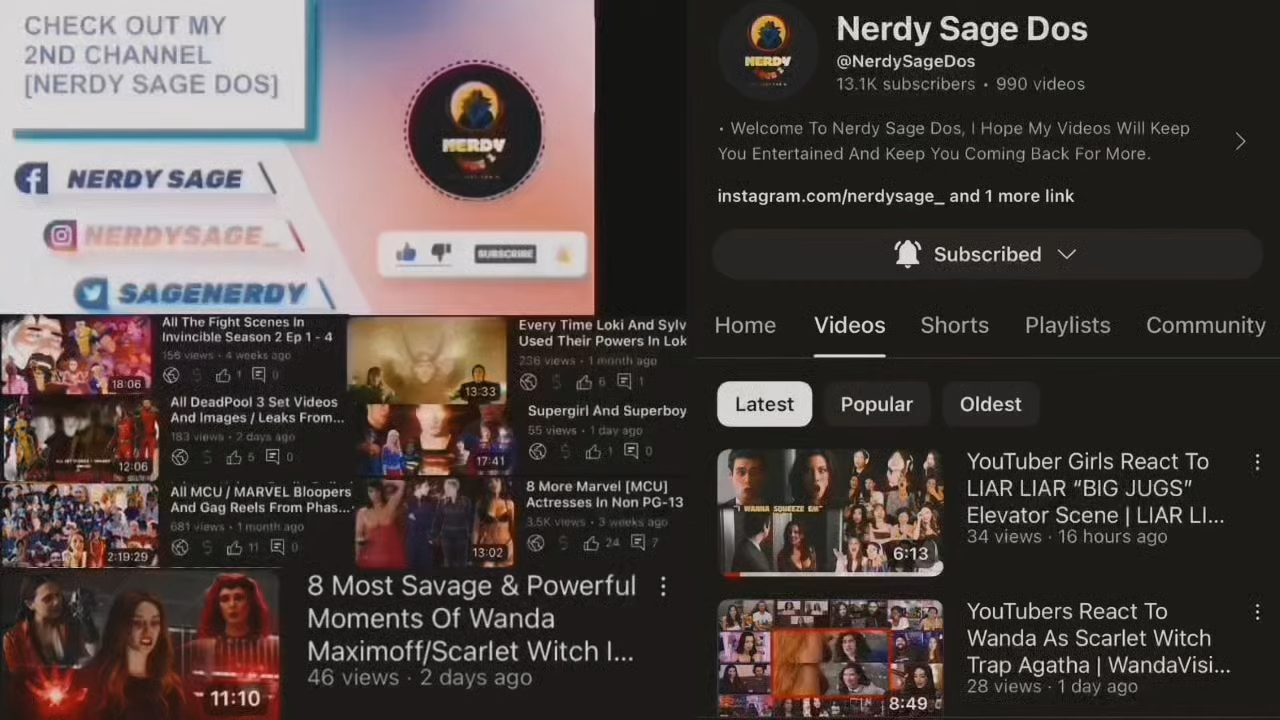 CHECK OUT MY
2ND CHANNEL
[NERDY SAGE DOS]
NERDY
NERDY SAGE
NERDYSAGE_
SUBSCRIBE
SAGENERDY
All The Fight Scenes In
Invincible Season 2 Ep 1 - 4
156 views · 4 weeks ago
1 0
18:06
Every Time Loki And Sylv
Used Their Powers In Lok
236 views · 1 month ago
6 1
13:33
All DeadPool 3 Set Videos
And Images / Leaks From...
183 views · 2 days ago
5 0
12:06
Supergirl And Superboy
55 views · 1 day ago
1 0
17:41
All MCU / MARVEL Bloopers
And Gag Reels From Phas...
681 views · 1 month ago
11 0
2:19:29
8 More Marvel [MCU]
Actresses In Non PG-13
3.5K views · 3 weeks ago
24 7
13:02
8 Most Savage & Powerful
Moments Of Wanda
Maximoff/Scarlet Witch I...
46 views · 2 days ago
11:10
NERDY
Nerdy Sage Dos
@NerdySageDos
13.1K subscribers • 990 videos
• Welcome To Nerdy Sage Dos, I Hope My Videos Will Keep
You Entertained And Keep You Coming Back For More.
instagram.com/nerdysage_ and 1 more link
Subscribed
Home Videos Shorts Playlists Community
Latest Popular Oldest
"I WANNA SQUEEZE EM"
6:13
YouTuber Girls React To
LIAR LIAR “BIG JUGS”
Elevator Scene | LIAR LI...
34 views · 16 hours ago
8:49
YouTubers React To
Wanda As Scarlet Witch
Trap Agatha | WandaVisi...
28 views · 1 day ago